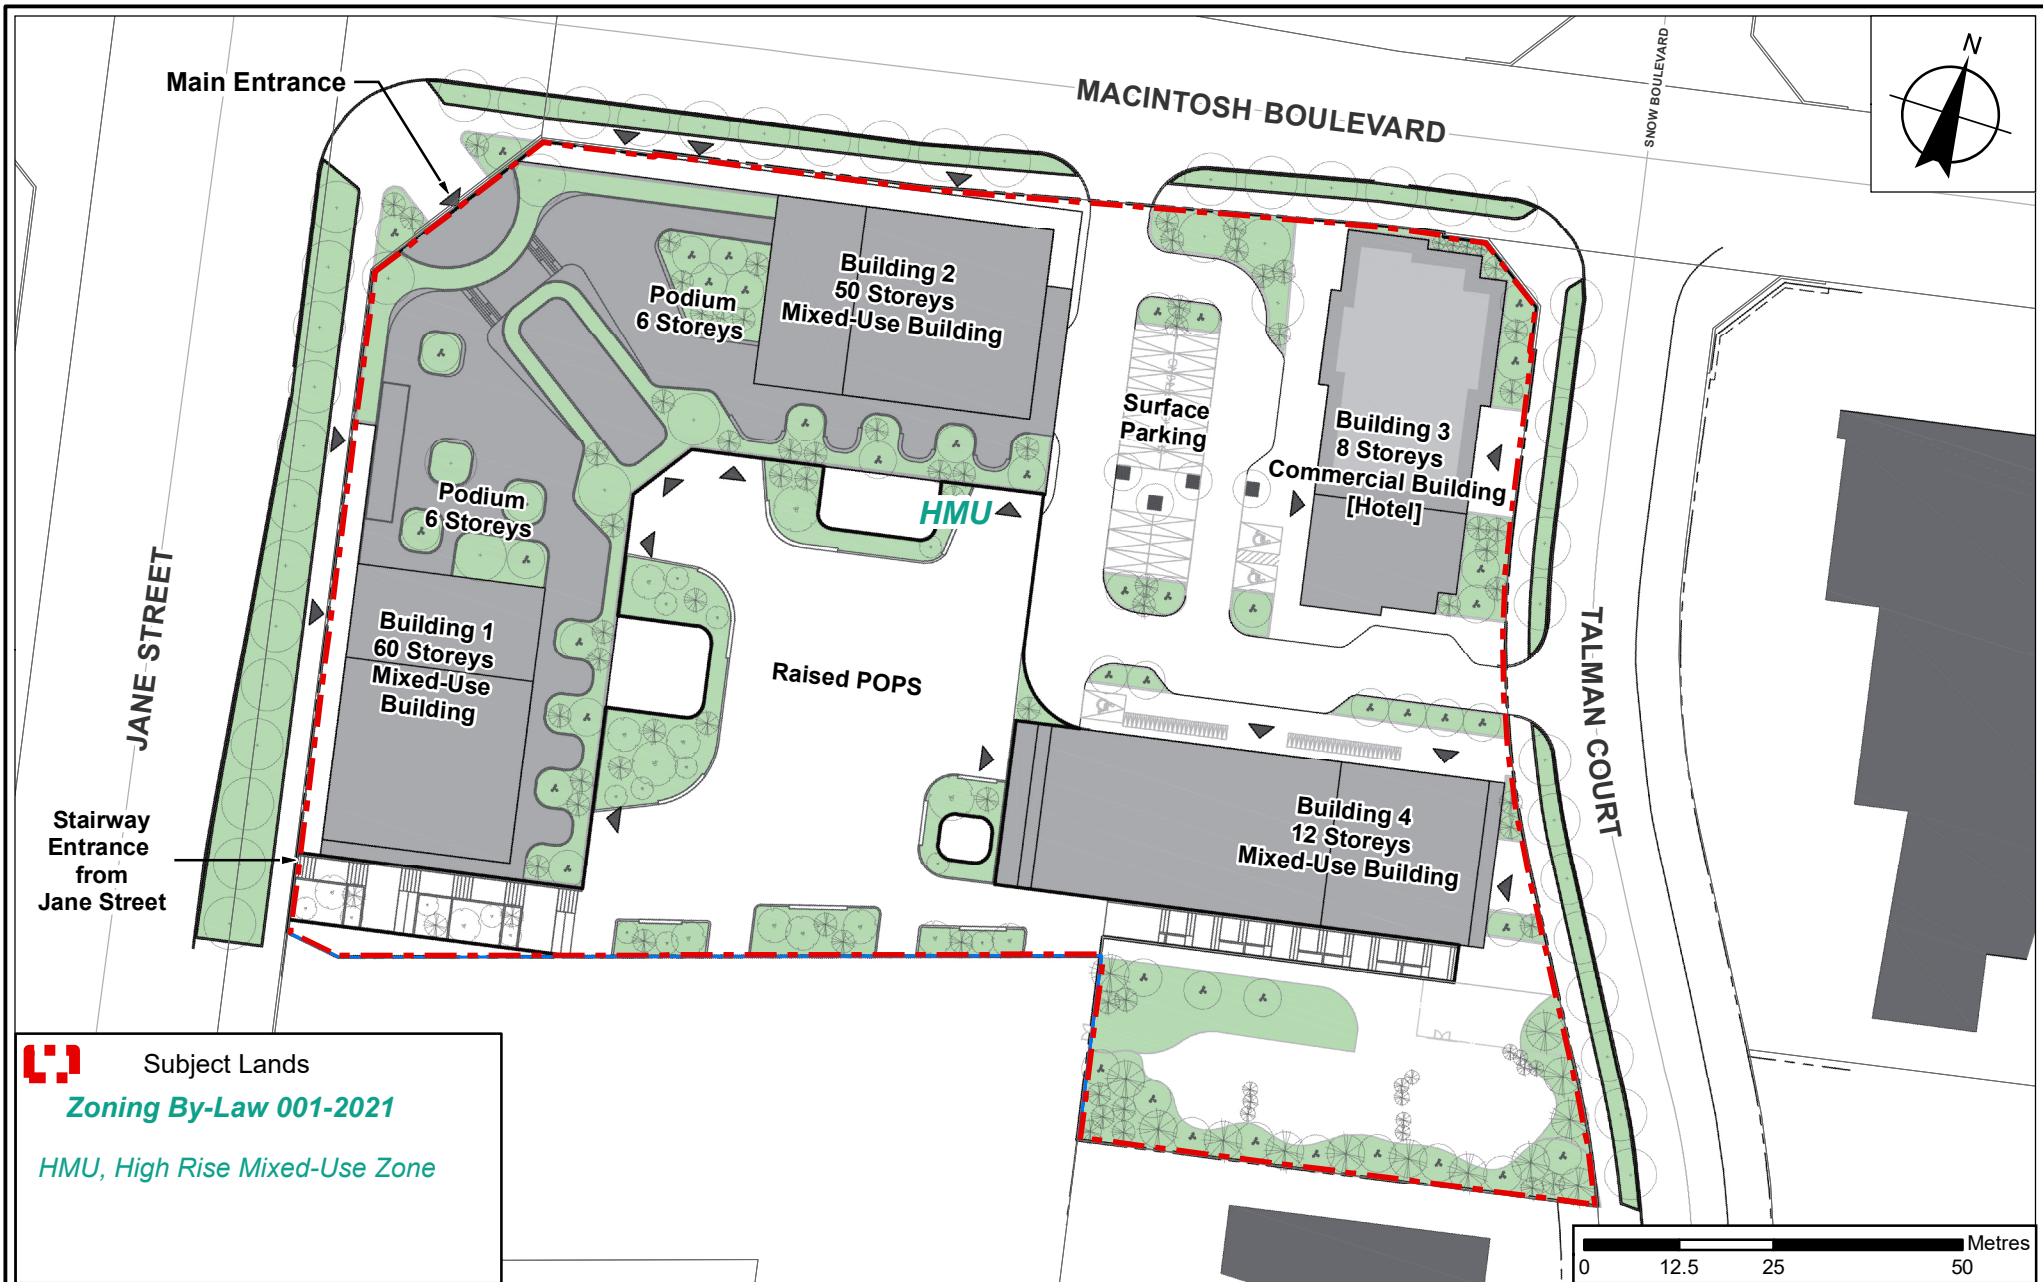 Main Entrance
MACINTOSH BOULEVARD
SNOW BOULEVARD
N
Building 2
50 Storeys
Mixed-Use Building
Podium
6 Storeys
Surface
Parking
Building 3
8 Storeys
Commercial Building
[Hotel]
Podium
6 Storeys
HMU
JANE STREET
Building 1
60 Storeys
Mixed-Use
Building
Raised POPS
TALMAN COURT
Stairway
Entrance
from
Jane Street
Building 4
12 Storeys
Mixed-Use Building
Subject Lands
Zoning By-Law 001-2021
HMU, High Rise Mixed-Use Zone
Metres
0 12.5 25 50